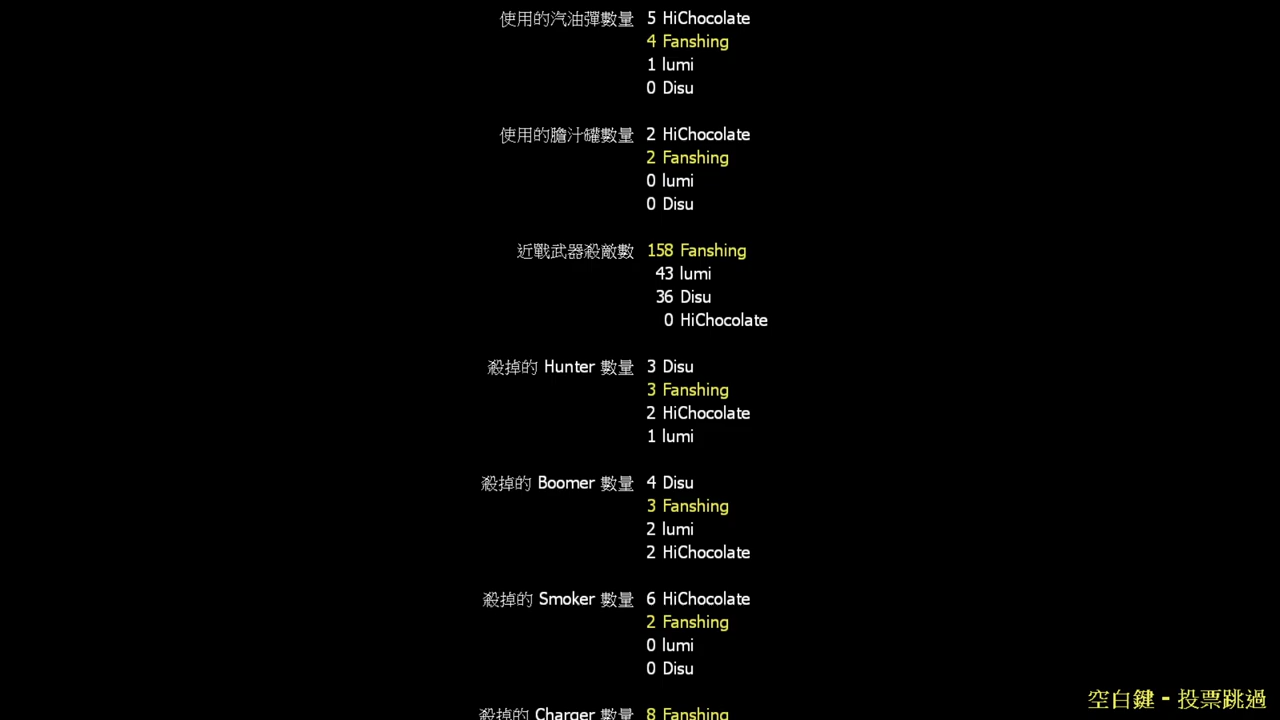 使用的汽油彈數量 5 HiChocolate
4 Fanshing
1 lumi
0 Disu
使用的膽汁罐數量 2 HiChocolate
2 Fanshing
0 lumi
0 Disu
近戰武器殺敵數 158 Fanshing
43 lumi
36 Disu
0 HiChocolate
殺掉的 Hunter 數量 3 Disu
3 Fanshing
2 HiChocolate
1 lumi
殺掉的 Boomer 數量 4 Disu
3 Fanshing
2 lumi
2 HiChocolate
殺掉的 Smoker 數量 6 HiChocolate
2 Fanshing
0 lumi
0 Disu
空白鍵 - 投票跳過
殺掉的 Charger 數量 8 Fanshing